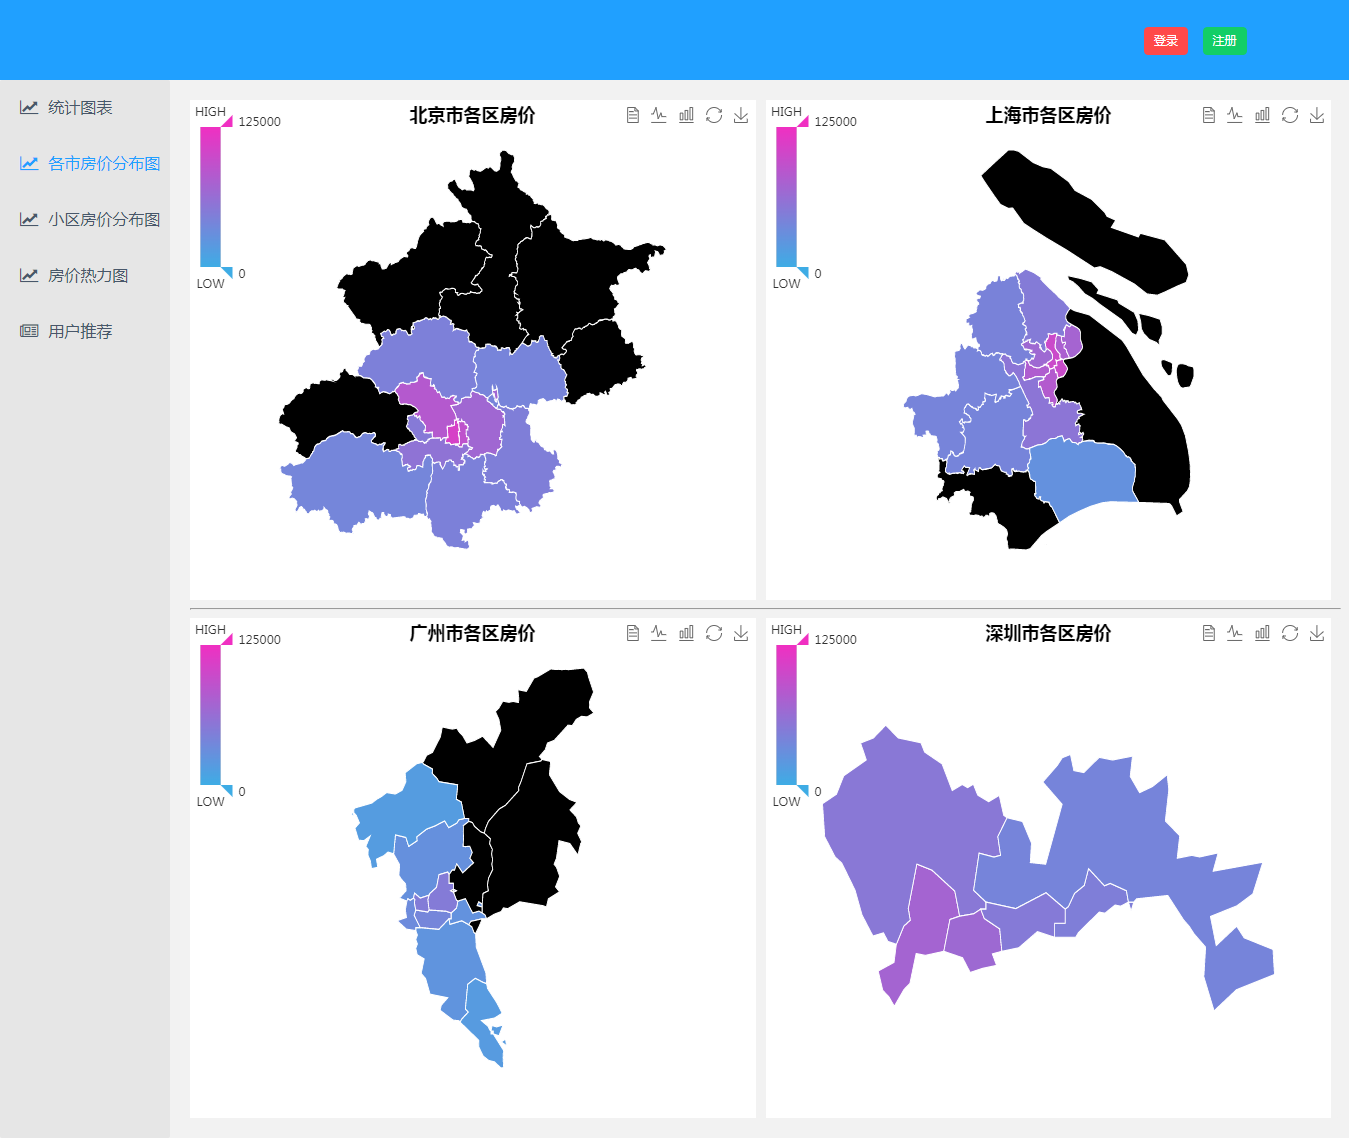 登录
注册
统计图表
各市房价分布图
小区房价分布图
房价热力图
用户推荐
北京市各区房价
HIGH
125000
0
LOW
上海市各区房价
HIGH
125000
0
LOW
广州市各区房价
HIGH
125000
0
LOW
深圳市各区房价
HIGH
125000
0
LOW